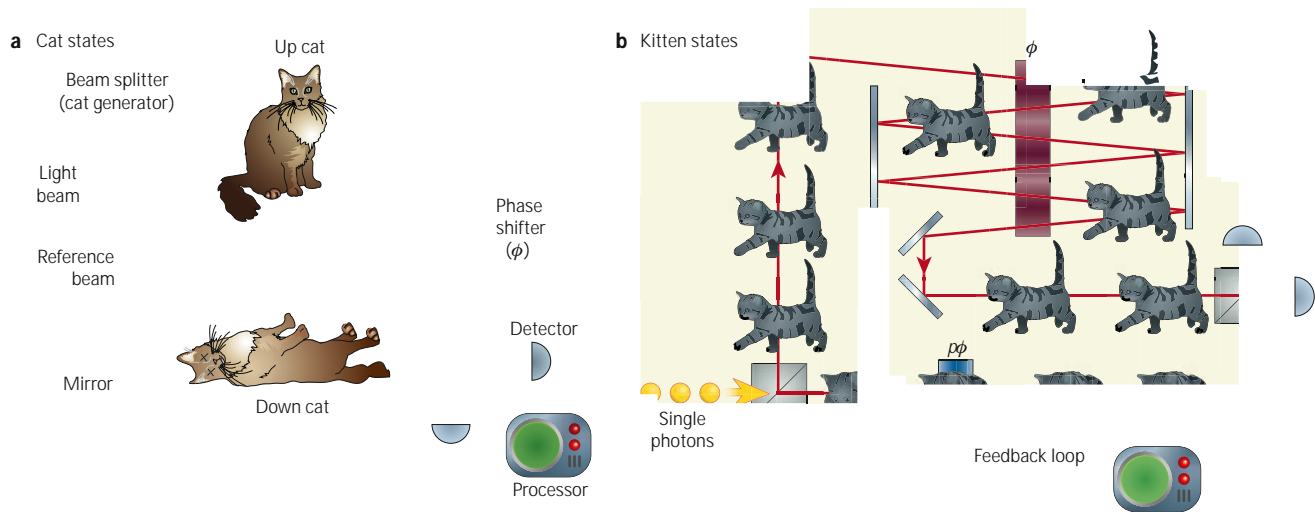 a Cat states
Up cat
Beam splitter
(cat generator)
Light
beam
Phase
shifter
(ϕ)
Reference
beam
Detector
Mirror
Down cat
Processor
b Kitten states
ϕ
pϕ
Single
photons
Feedback loop